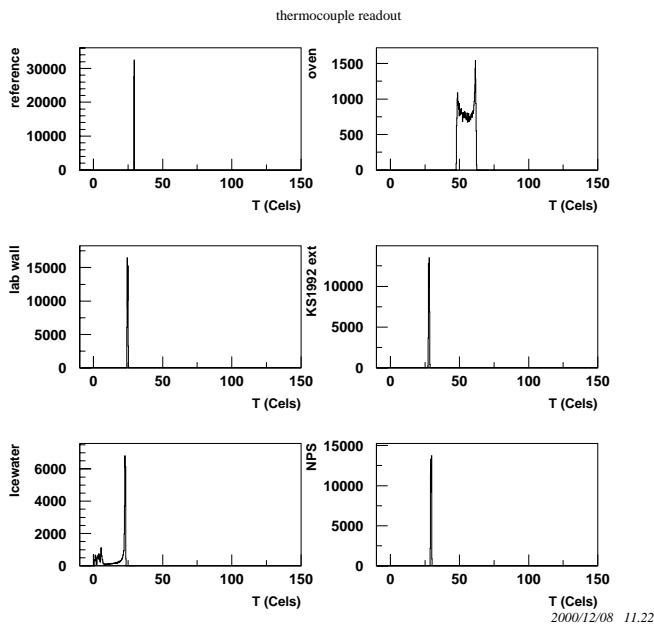 thermocouple readout
reference
30000
20000
10000
0
0 50 100 150
T (Cels)
oven
1500
1000
500
0
0 50 100 150
T (Cels)
lab wall
15000
10000
5000
0
0 50 100 150
T (Cels)
KS1992 ext
10000
5000
0
0 50 100 150
T (Cels)
Icewater
6000
4000
2000
0
0 50 100 150
T (Cels)
NPS
15000
10000
5000
0
0 50 100 150
T (Cels)
2000/12/08 11.22